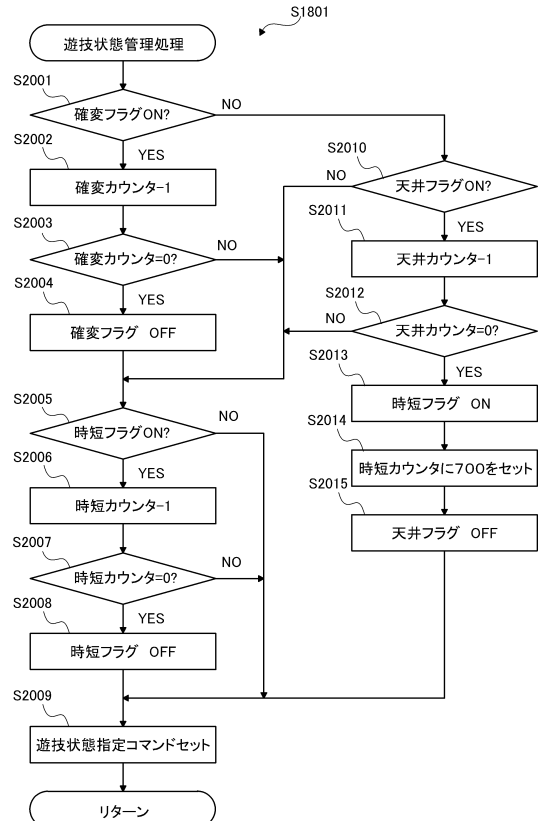 S1801
遊技状態管理処理
S2001
確変フラグON?
NO
YES
S2002
確変カウンタ-1
S2003
確変カウンタ=0?
NO
YES
S2004
確変フラグ OFF
S2010
天井フラグON?
NO
YES
S2011
天井カウンタ-1
S2012
天井カウンタ=0?
NO
YES
S2013
時短フラグ ON
S2014
時短カウンタに700をセット
S2015
天井フラグ OFF
S2005
時短フラグON?
NO
YES
S2006
時短カウンタ-1
S2007
時短カウンタ=0?
NO
YES
S2008
時短フラグ OFF
S2009
遊技状態指定コマンドセット
リターン